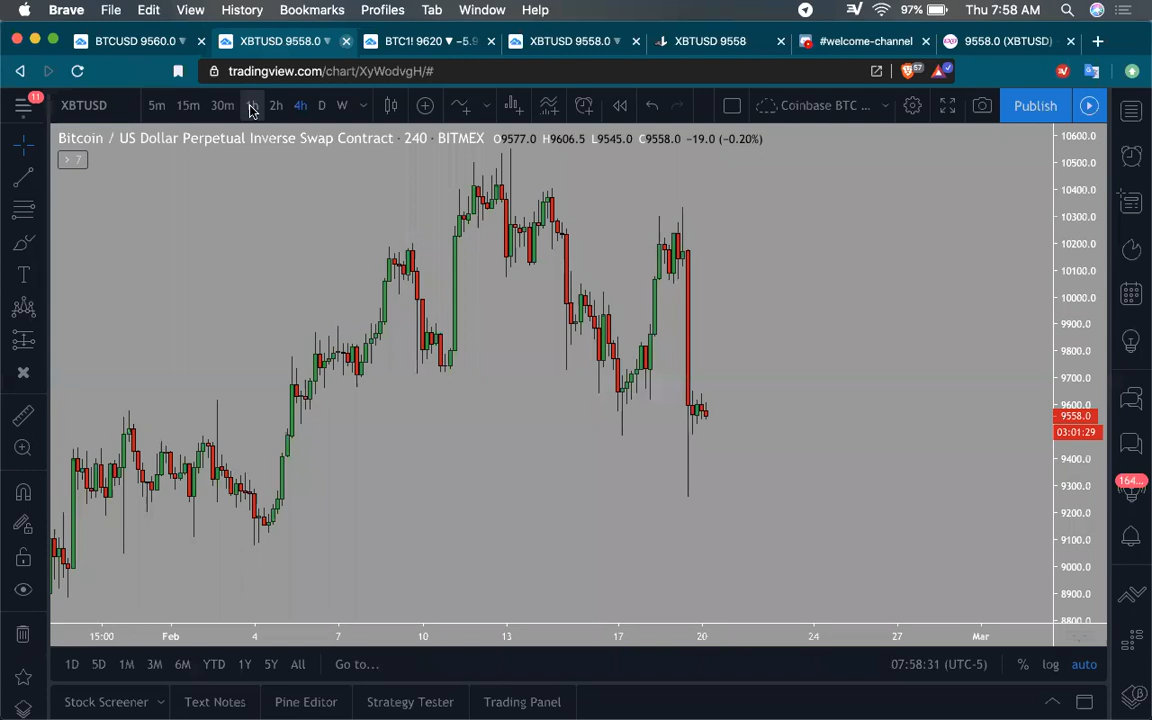 Brave File Edit View History Bookmarks Profiles Tab Window Help 97% Thu 7:58 AM
BTCUSD 9560.0 ▼ XBTUSD 9558.0 ▼ BTC1! 9620 ▼ −5.9 XBTUSD 9558.0 ▼ XBTUSD 9558 #welcome-channel 9558.0 (XBTUSD)
tradingview.com/chart/XyWodvgH/# 57
11 XBTUSD 5m 15m 30m 2h 4h D W Coinbase BTC ... Publish
Bitcoin / US Dollar Perpetual Inverse Swap Contract · 240 · BITMEX O9577.0 H9606.5 L9545.0 C9558.0 −19.0 (−0.20%)
7
10600.0
10500.0
10400.0
10300.0
10200.0
10100.0
10000.0
9900.0
9800.0
9700.0
9600.0
9558.0
03:01:29
9400.0
9300.0
9200.0
9100.0
9000.0
8900.0
8800.0
164...
15:00 Feb 4 7 10 13 17 20 24 27 Mar
1D 5D 1M 3M 6M YTD 1Y 5Y All Go to... 07:58:31 (UTC-5) % log auto
Stock Screener Text Notes Pine Editor Strategy Tester Trading Panel